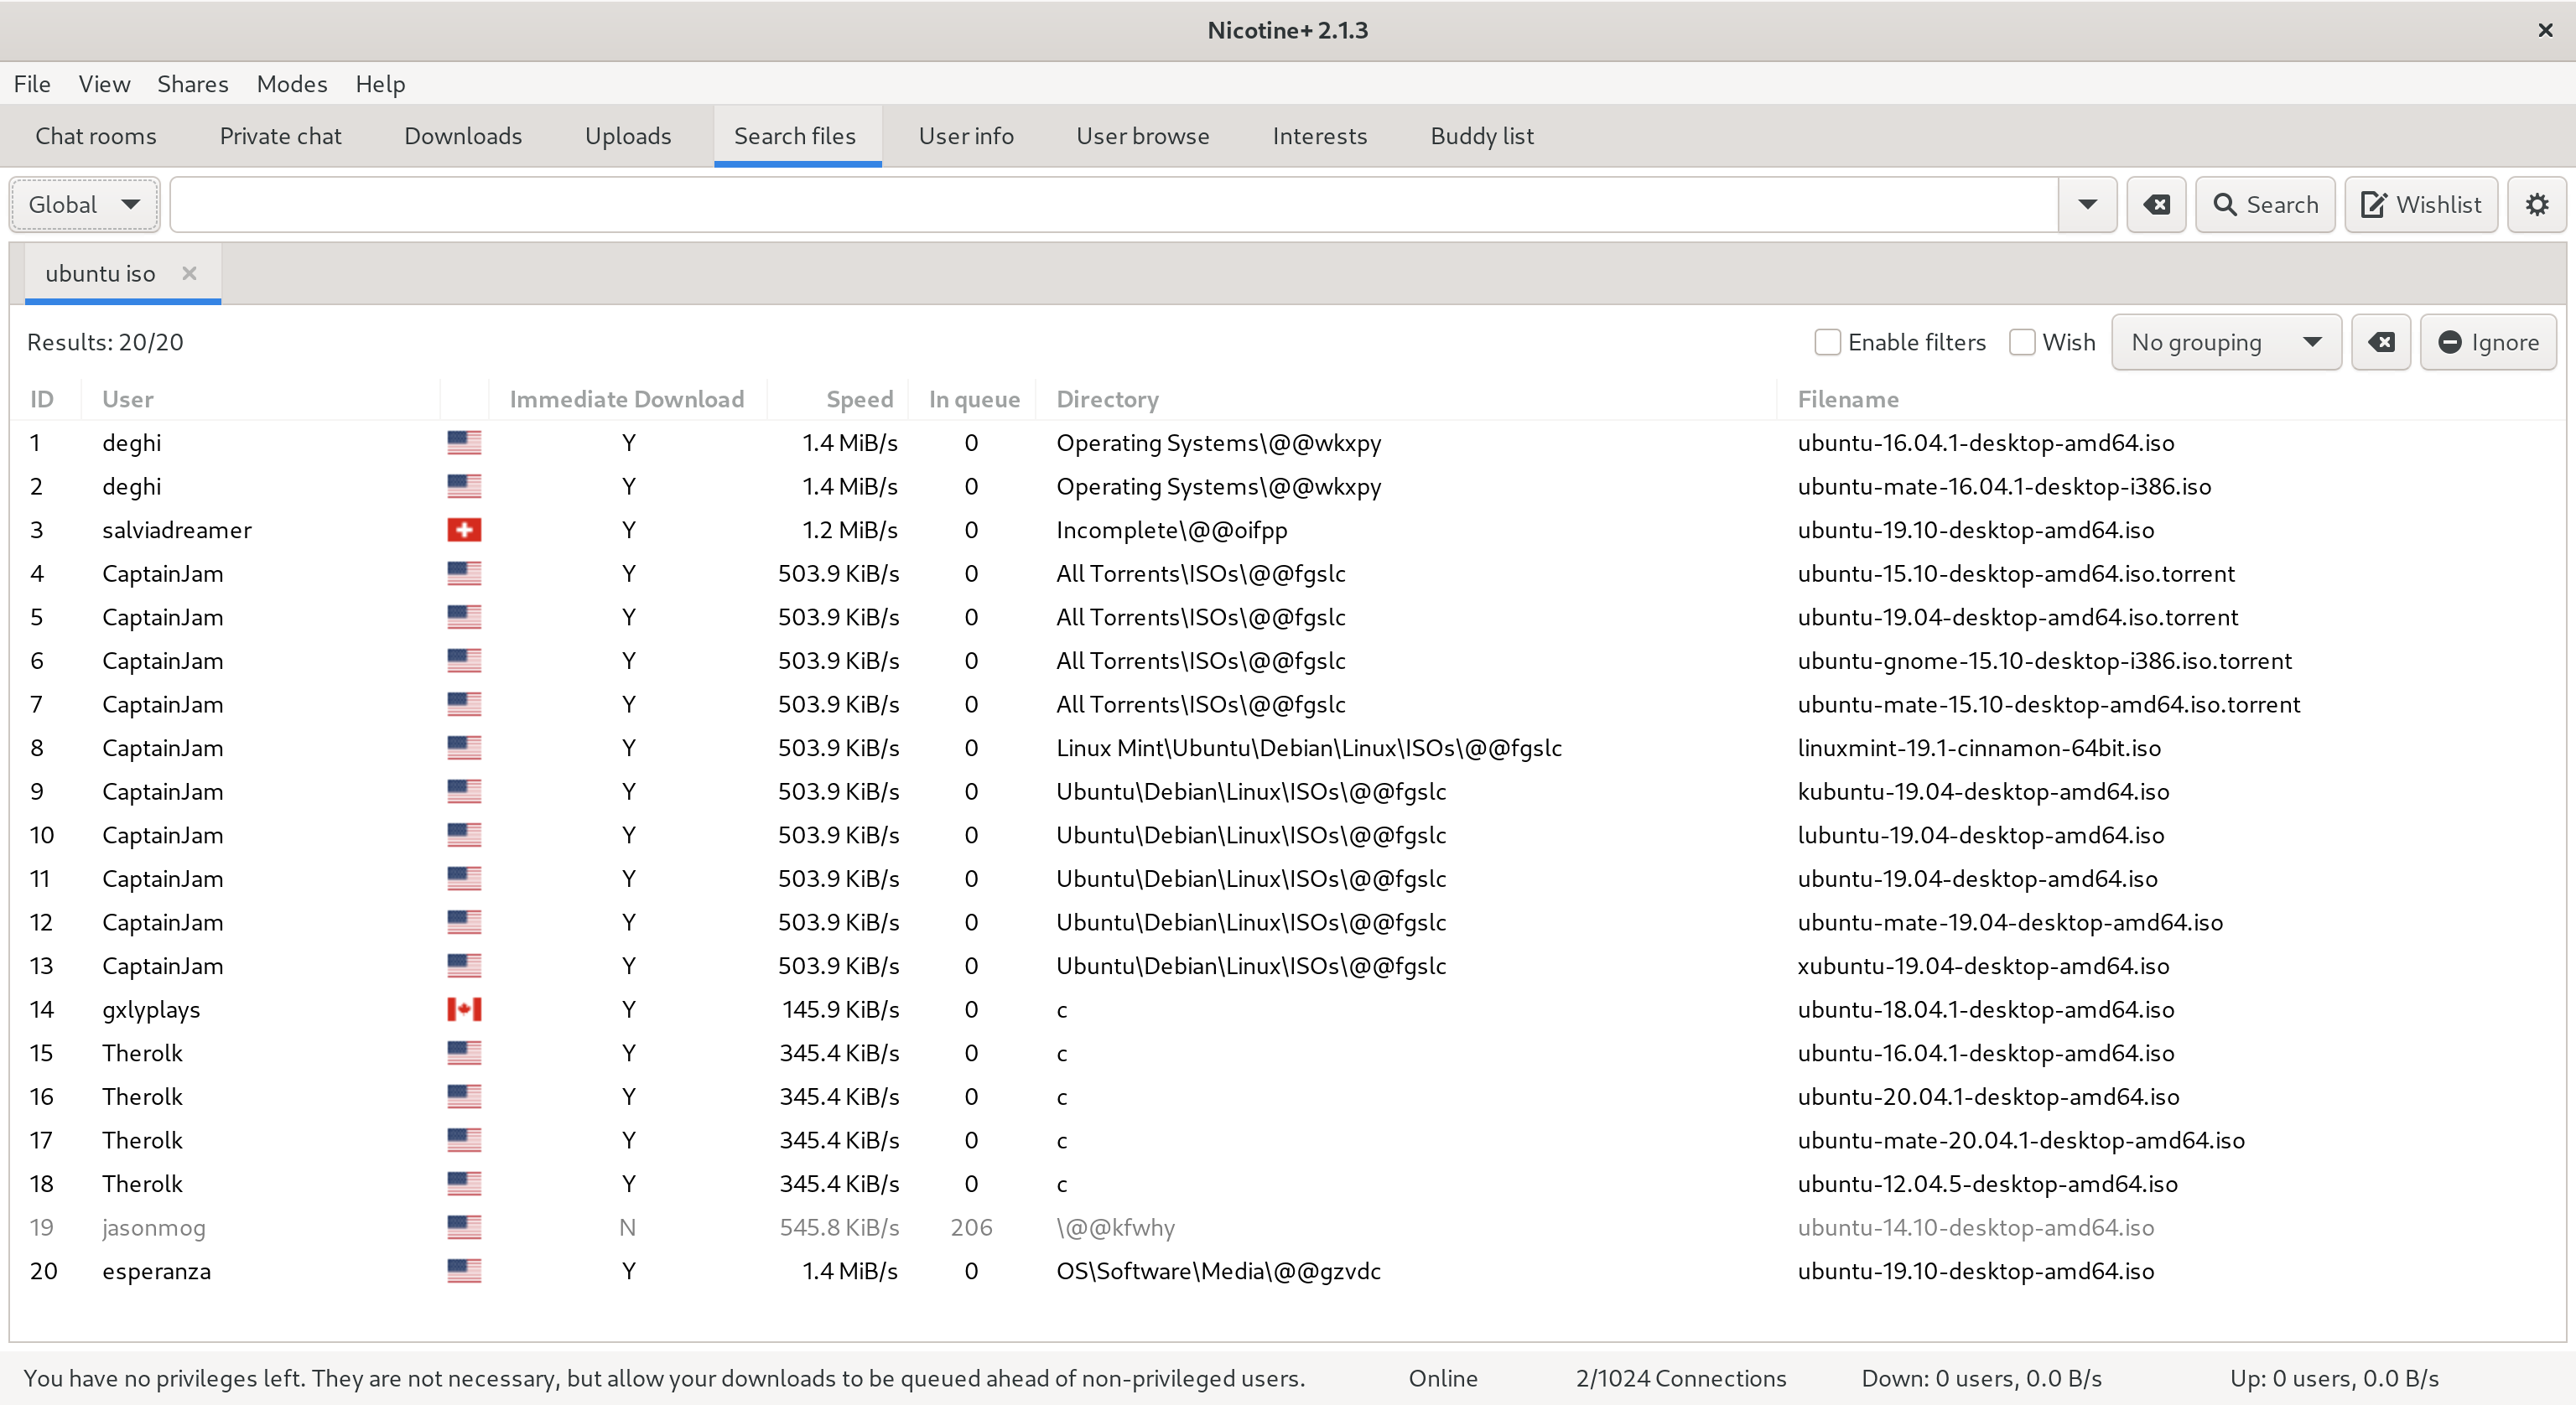 Nicotine+ 2.1.3
File View Shares Modes Help
Chat rooms Private chat Downloads Uploads Search files User info User browse Interests Buddy list
Global Search Wishlist
ubuntu iso
Results: 20/20 Enable filters Wish No grouping Ignore
ID User Immediate Download Speed In queue Directory Filename
1 deghi Y 1.4 MiB/s 0 Operating Systems\@@wkxpy ubuntu-16.04.1-desktop-amd64.iso
2 deghi Y 1.4 MiB/s 0 Operating Systems\@@wkxpy ubuntu-mate-16.04.1-desktop-i386.iso
3 salviadreamer Y 1.2 MiB/s 0 Incomplete\@@oifpp ubuntu-19.10-desktop-amd64.iso
4 CaptainJam Y 503.9 KiB/s 0 All Torrents\ISOs\@@fgslc ubuntu-15.10-desktop-amd64.iso.torrent
5 CaptainJam Y 503.9 KiB/s 0 All Torrents\ISOs\@@fgslc ubuntu-19.04-desktop-amd64.iso.torrent
6 CaptainJam Y 503.9 KiB/s 0 All Torrents\ISOs\@@fgslc ubuntu-gnome-15.10-desktop-i386.iso.torrent
7 CaptainJam Y 503.9 KiB/s 0 All Torrents\ISOs\@@fgslc ubuntu-mate-15.10-desktop-amd64.iso.torrent
8 CaptainJam Y 503.9 KiB/s 0 Linux Mint\Ubuntu\Debian\Linux\ISOs\@@fgslc linuxmint-19.1-cinnamon-64bit.iso
9 CaptainJam Y 503.9 KiB/s 0 Ubuntu\Debian\Linux\ISOs\@@fgslc kubuntu-19.04-desktop-amd64.iso
10 CaptainJam Y 503.9 KiB/s 0 Ubuntu\Debian\Linux\ISOs\@@fgslc lubuntu-19.04-desktop-amd64.iso
11 CaptainJam Y 503.9 KiB/s 0 Ubuntu\Debian\Linux\ISOs\@@fgslc ubuntu-19.04-desktop-amd64.iso
12 CaptainJam Y 503.9 KiB/s 0 Ubuntu\Debian\Linux\ISOs\@@fgslc ubuntu-mate-19.04-desktop-amd64.iso
13 CaptainJam Y 503.9 KiB/s 0 Ubuntu\Debian\Linux\ISOs\@@fgslc xubuntu-19.04-desktop-amd64.iso
14 gxlyplays Y 145.9 KiB/s 0 c ubuntu-18.04.1-desktop-amd64.iso
15 Therolk Y 345.4 KiB/s 0 c ubuntu-16.04.1-desktop-amd64.iso
16 Therolk Y 345.4 KiB/s 0 c ubuntu-20.04.1-desktop-amd64.iso
17 Therolk Y 345.4 KiB/s 0 c ubuntu-mate-20.04.1-desktop-amd64.iso
18 Therolk Y 345.4 KiB/s 0 c ubuntu-12.04.5-desktop-amd64.iso
19 jasonmog N 545.8 KiB/s 206 \@@kfwhy ubuntu-14.10-desktop-amd64.iso
20 esperanza Y 1.4 MiB/s 0 OS\Software\Media\@@gzvdc ubuntu-19.10-desktop-amd64.iso
You have no privileges left. They are not necessary, but allow your downloads to be queued ahead of non-privileged users. Online 2/1024 Connections Down: 0 users, 0.0 B/s Up: 0 users, 0.0 B/s